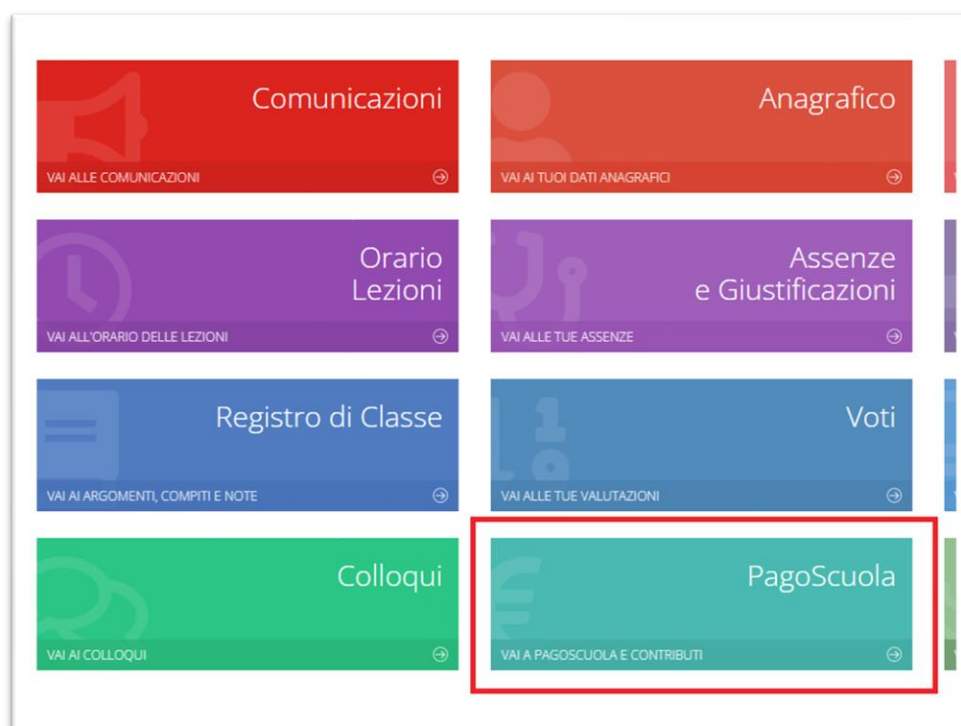 Comunicazioni
VAI ALLE COMUNICAZIONI
Anagrafico
VAI AI TUOI DATI ANAGRAFICI
Orario
Lezioni
VAI ALL'ORARIO DELLE LEZIONI
Assenze
e Giustificazioni
VAI ALLE TUE ASSENZE
Registro di Classe
VAI AI ARGOMENTI, COMPITI E NOTE
Voti
VAI ALLE TUE VALUTAZIONI
Colloqui
VAI AI COLLOQUI
PagoScuola
VAI A PAGOSCUOLA E CONTRIBUTI